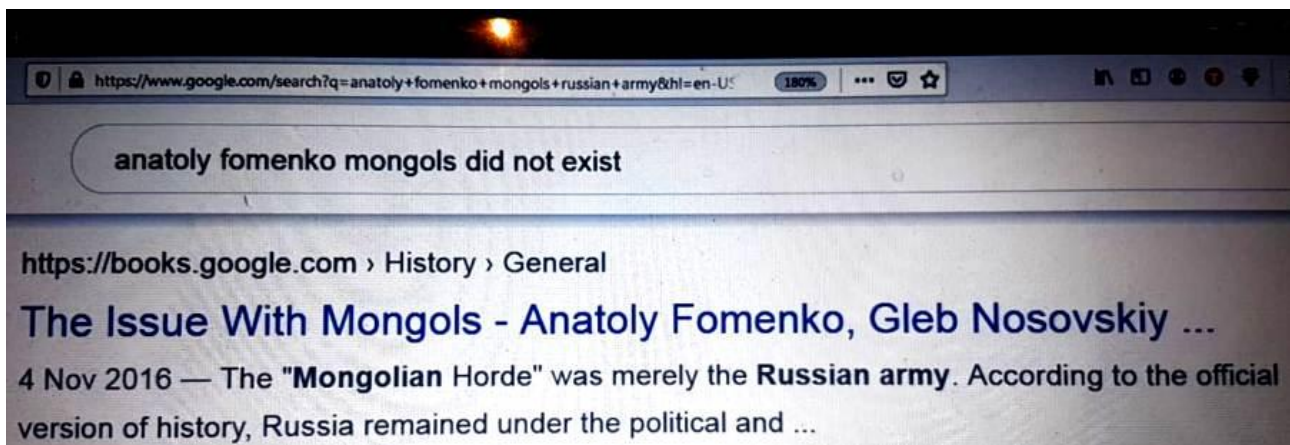 https://www.google.com/search?q=anatoly+fomenko+mongols+russian+army&hl=en-US 180%
anatoly fomenko mongols did not exist
https://books.google.com › History › General
The Issue With Mongols - Anatoly Fomenko, Gleb Nosovskiy ...
4 Nov 2016 — The "Mongolian Horde" was merely the Russian army. According to the official
version of history, Russia remained under the political and ...